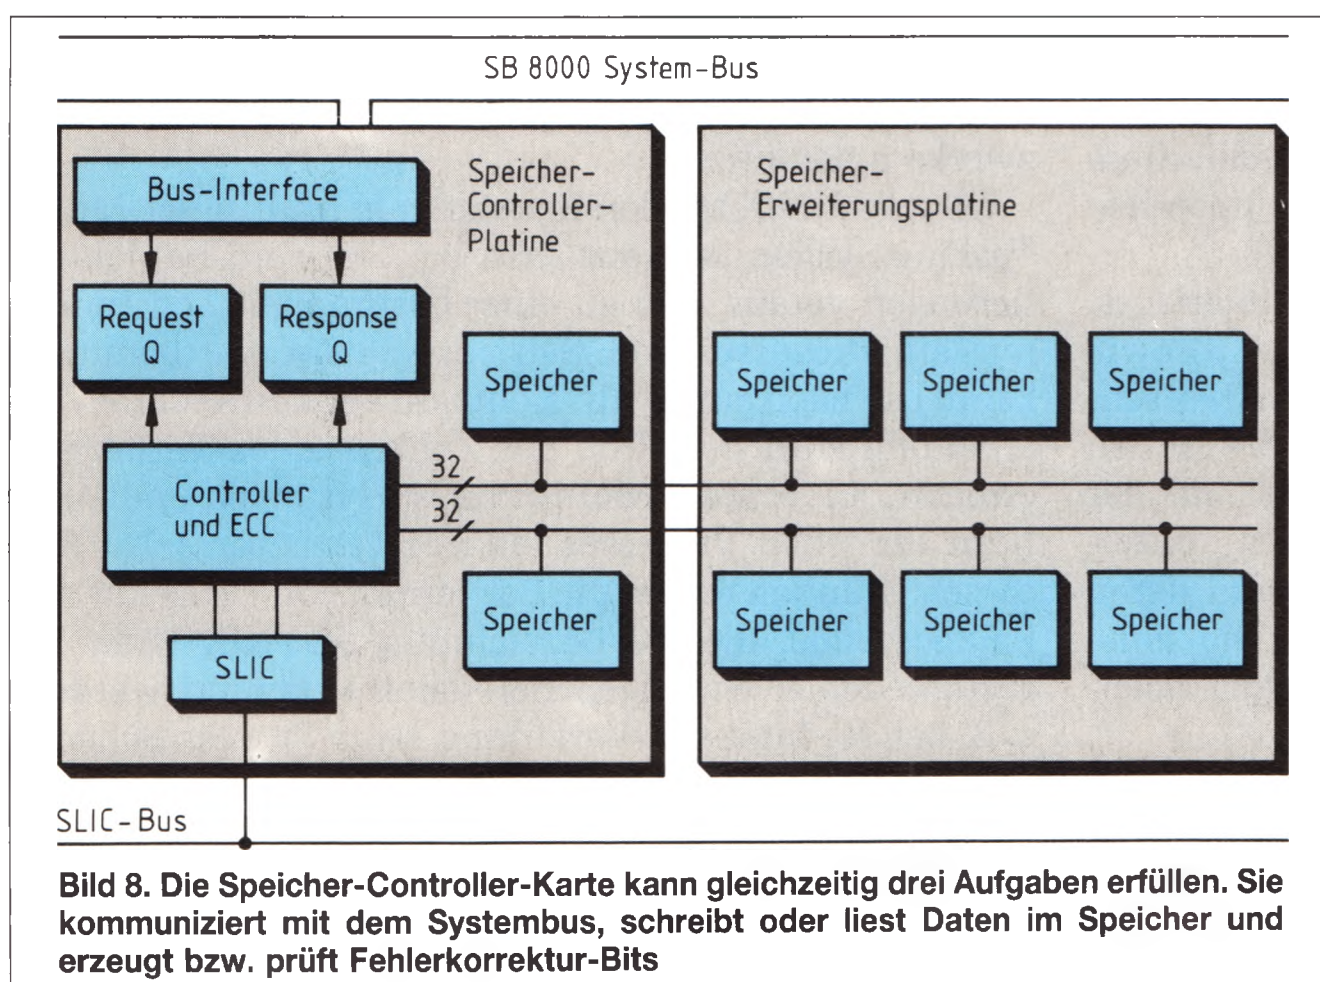 SB 8000 System-Bus
Bus-Interface
Speicher-
Controller-
Platine
Speicher-
Erweiterungsplatine
Request
Q
Response
Q
Speicher
Speicher
Speicher
Speicher
Controller
und ECC
32
32
Speicher
Speicher
Speicher
Speicher
SLIC
SLIC-Bus
Bild 8. Die Speicher-Controller-Karte kann gleichzeitig drei Aufgaben erfüllen. Sie
kommuniziert mit dem Systembus, schreibt oder liest Daten im Speicher und
erzeugt bzw. prüft Fehlerkorrektur-Bits